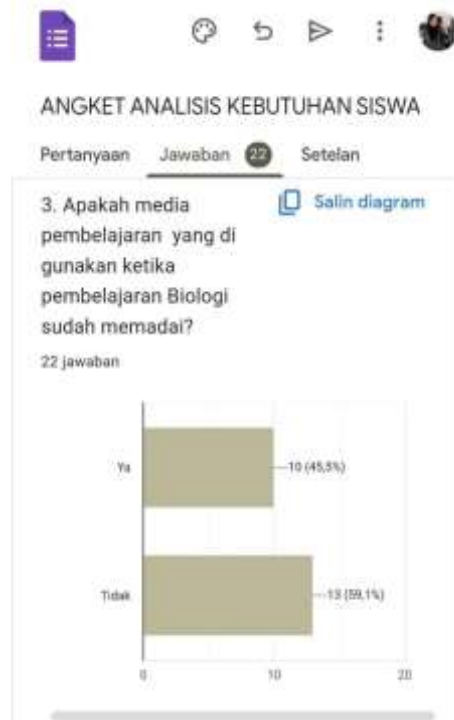 ANGKET ANALISIS KEBUTUHAN SISWA
Pertanyaan Jawaban 22 Setelan
3. Apakah media
pembelajaran yang di
gunakan ketika
pembelajaran Biologi
sudah memadai?
Salin diagram
22 jawaban
Ya
10 (45,5%)
Tidak
13 (59,1%)
0 10 20